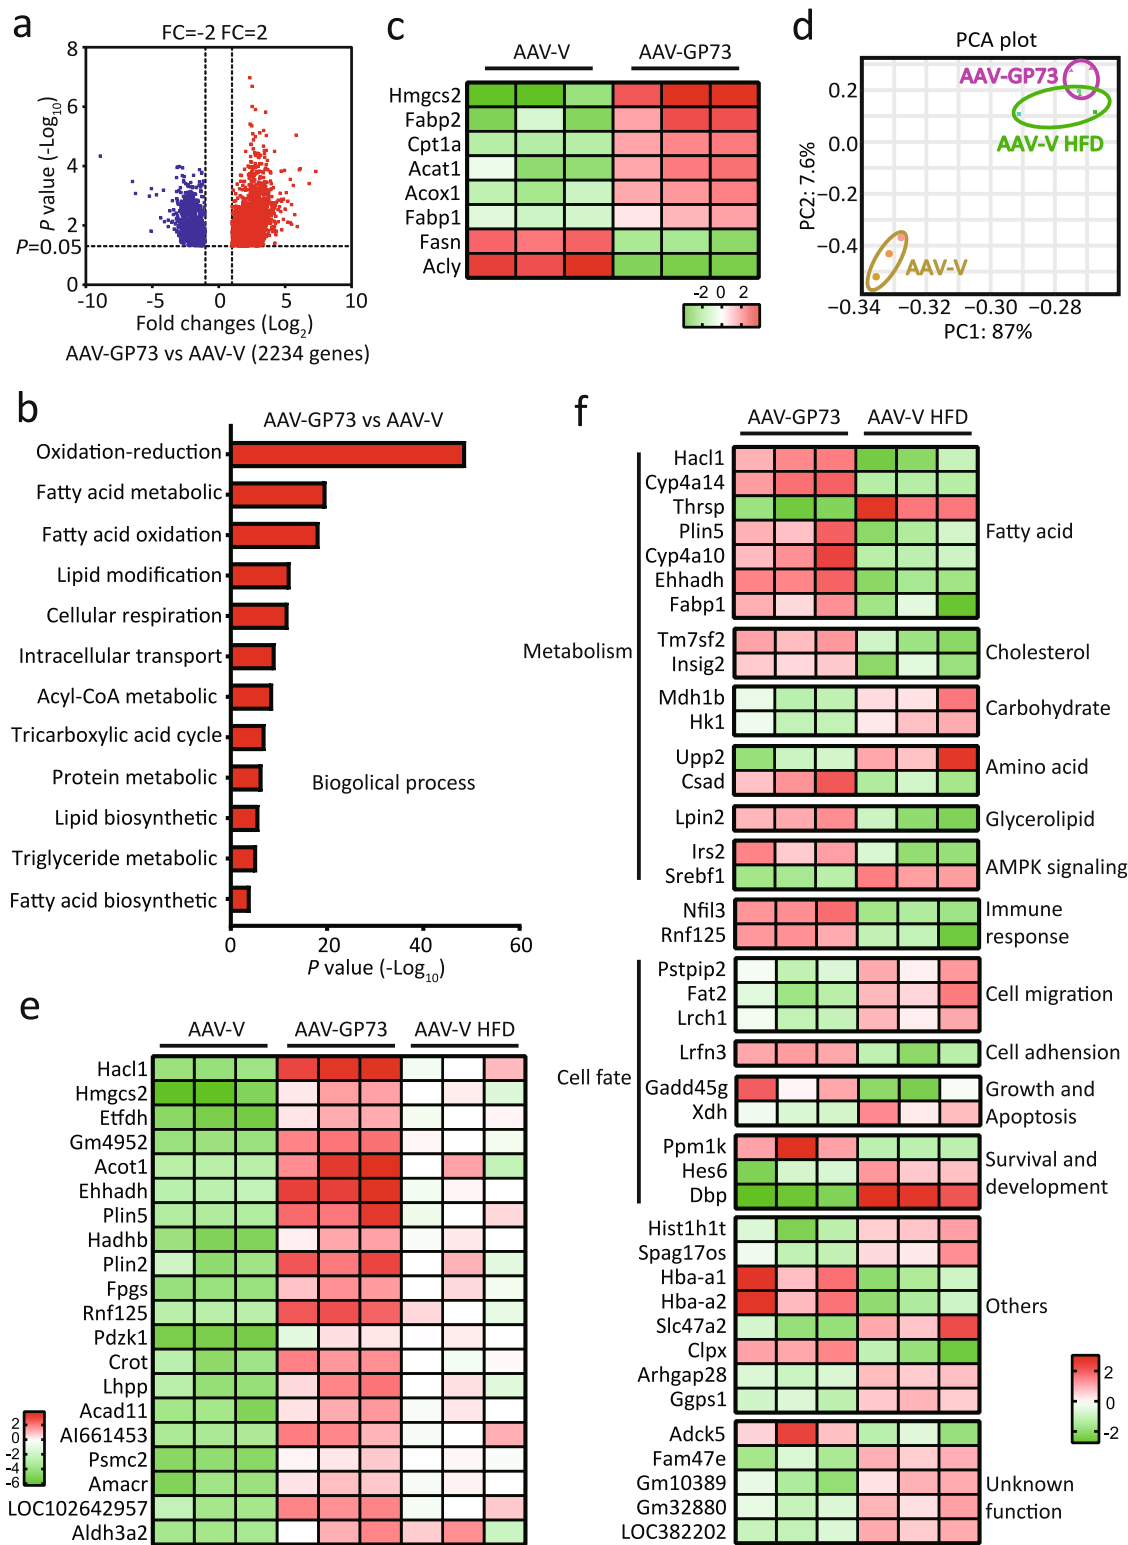 a
FC=-2 FC=2
8
6
4
2
0
P value (-Log10)
P=0.05
-10
-5
0
5
10
Fold changes (Log2)
AAV-GP73 vs AAV-V (2234 genes)
b
AAV-GP73 vs AAV-V
Oxidation-reduction
Fatty acid metabolic
Fatty acid oxidation
Lipid modification
Cellular respiration
Intracellular transport
Acyl-CoA metabolic
Tricarboxylic acid cycle
Protein metabolic
Lipid biosynthetic
Triglyceride metabolic
Fatty acid biosynthetic
Biogolical process
0
20
40
60
P value (-Log10)
c
AAV-V
AAV-GP73
Hmgcs2
Fabp2
Cpt1a
Acat1
Acox1
Fabp1
Fasn
Acly
-2 0 2
d
PCA plot
AAV-GP73
AAV-V HFD
AAV-V
0.2
0.0
−0.2
−0.4
PC2: 7.6%
−0.34
−0.32
−0.30
−0.28
PC1: 87%
e
AAV-V
AAV-GP73
AAV-V HFD
Hacl1
Hmgcs2
Etfdh
Gm4952
Acot1
Ehhadh
Plin5
Hadhb
Plin2
Fpgs
Rnf125
Pdzk1
Crot
Lhpp
Acad11
AI661453
Psmc2
Amacr
LOC102642957
Aldh3a2
2
0
-2
-4
-6
f
AAV-GP73
AAV-V HFD
Metabolism
Hacl1
Cyp4a14
Thrsp
Plin5
Cyp4a10
Ehhadh
Fabp1
Fatty acid
Tm7sf2
Insig2
Cholesterol
Mdh1b
Hk1
Carbohydrate
Upp2
Csad
Amino acid
Lpin2
Glycerolipid
Irs2
Srebf1
AMPK signaling
Nfil3
Rnf125
Immune
response
Cell fate
Pstpip2
Fat2
Lrch1
Cell migration
Lrfn3
Cell adhension
Gadd45g
Xdh
Growth and
Apoptosis
Ppm1k
Hes6
Dbp
Survival and
development
Hist1h1t
Spag17os
Hba-a1
Hba-a2
Slc47a2
Clpx
Arhgap28
Ggps1
Others
Adck5
Fam47e
Gm10389
Gm32880
LOC382202
Unknown
function
2
0
-2